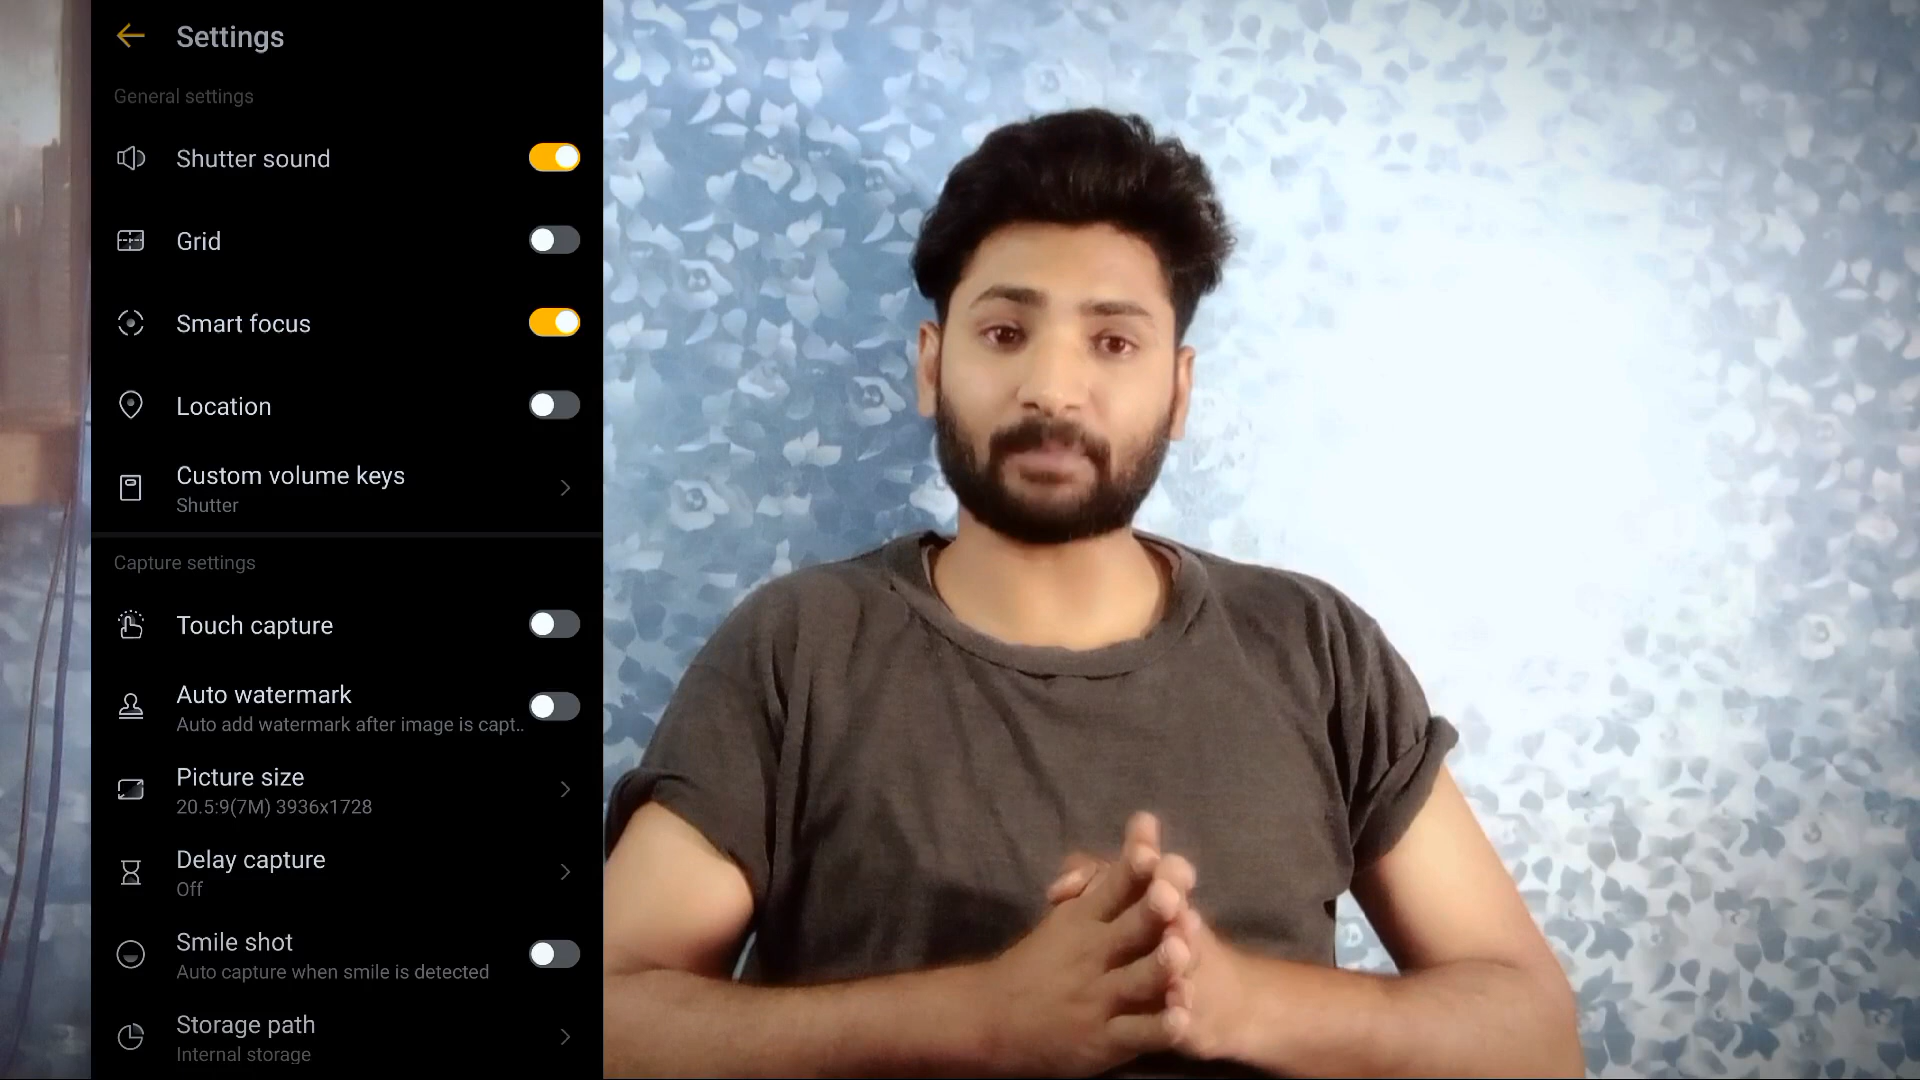 Settings
General settings
Shutter sound
Grid
Smart focus
Location
Custom volume keys
Shutter
Capture settings
Touch capture
Auto watermark
Auto add watermark after image is capt..
Picture size
20.5:9(7M) 3936x1728
Delay capture
Off
Smile shot
Auto capture when smile is detected
Storage path
Internal storage